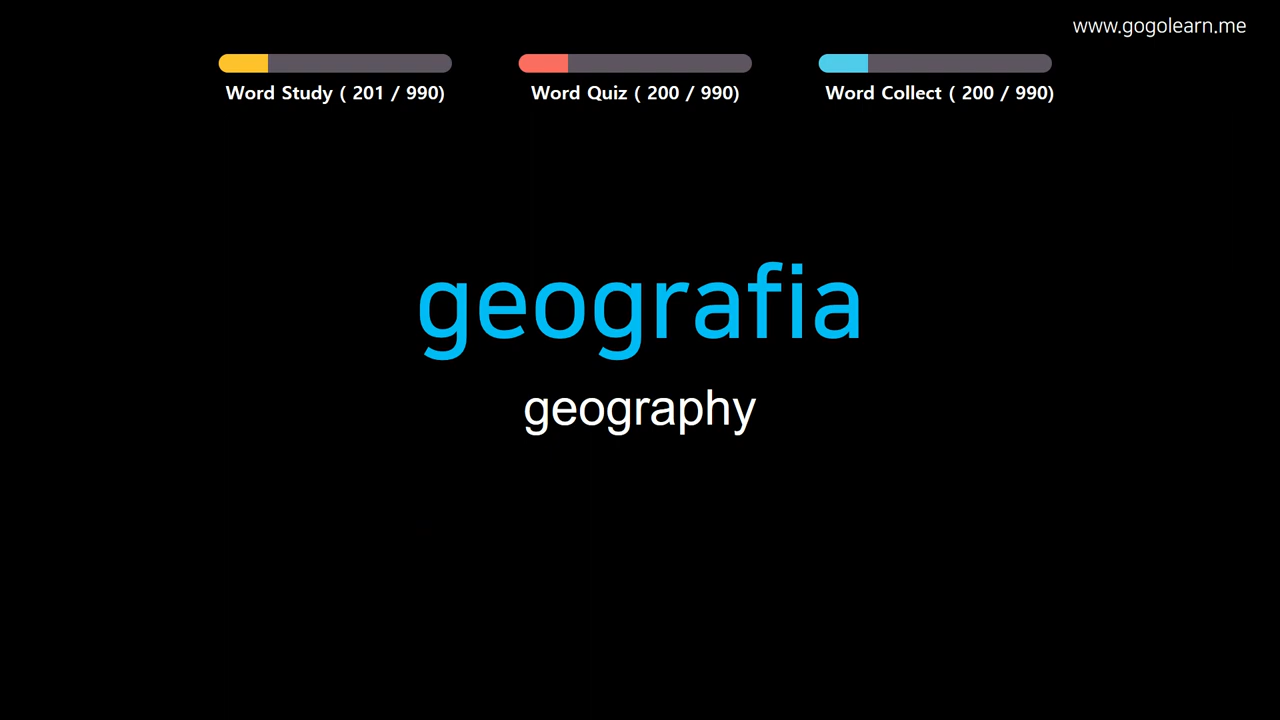 www.gogolearn.me
Word Study ( 201 / 990)
Word Quiz ( 200 / 990)
Word Collect ( 200 / 990)
geografia
geography